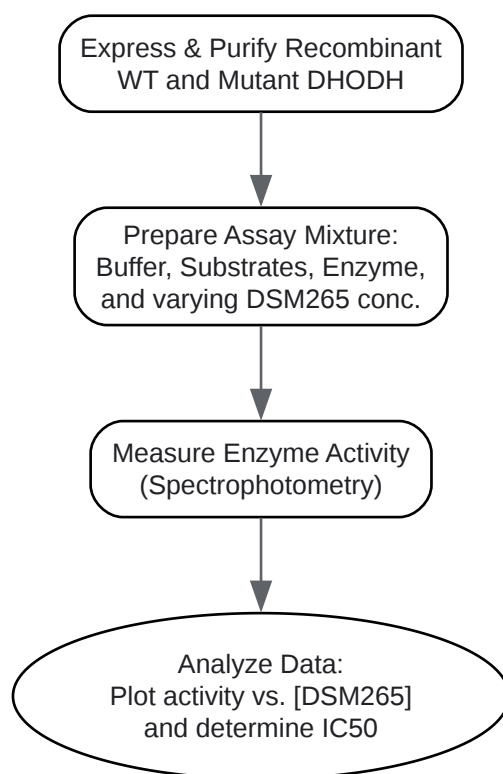 Express & Purify Recombinant
WT and Mutant DHODH
Prepare Assay Mixture:
Buffer, Substrates, Enzyme,
and varying DSM265 conc.
Measure Enzyme Activity
(Spectrophotometry)
Analyze Data:
Plot activity vs. [DSM265]
and determine IC50